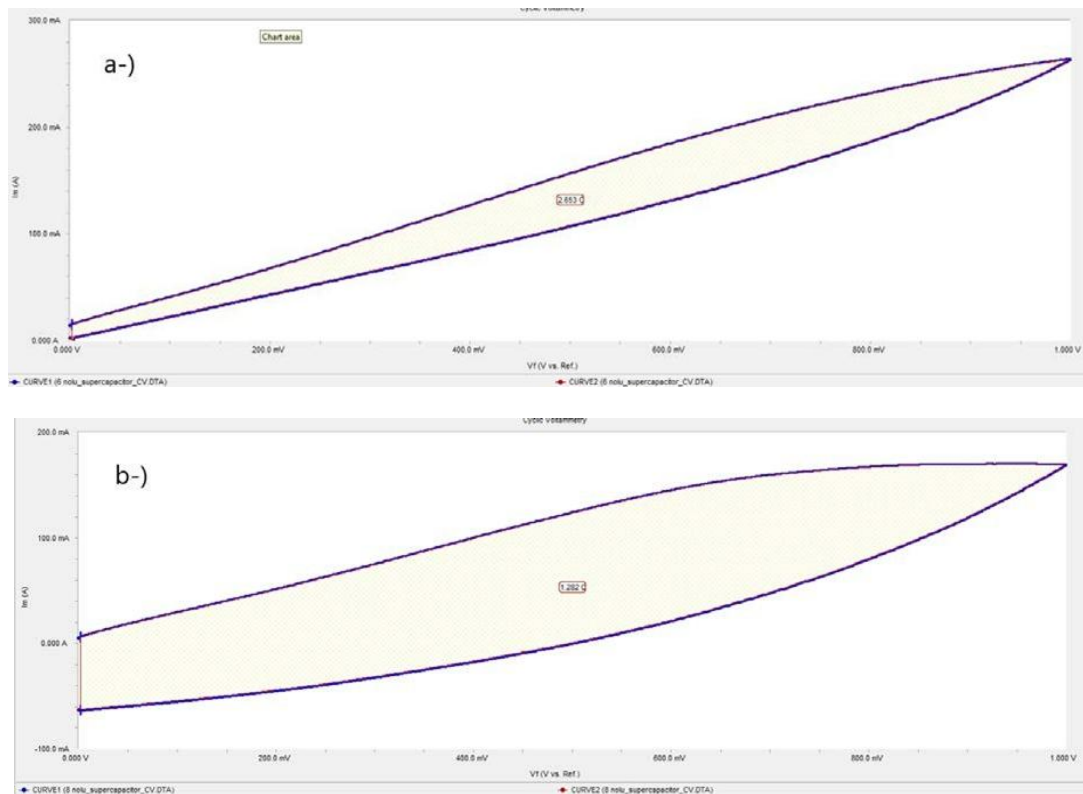 Cyclic Voltammetry
300.0 mA
Chart area
a-)
200.0 mA
Im (A)
2.653 C
100.0 mA
0.000 A
0.000 V
200.0 mV
400.0 mV
600.0 mV
800.0 mV
1.000 V
Vf (V vs. Ref.)
CURVE1 (6 nolu_supercapacitor_CV.DTA)
CURVE2 (6 nolu_supercapacitor_CV.DTA)
Cyclic Voltammetry
200.0 mA
b-)
100.0 mA
Im (A)
1.282 C
0.000 A
-100.0 mA
0.000 V
200.0 mV
400.0 mV
600.0 mV
800.0 mV
1.000 V
Vf (V vs. Ref.)
CURVE1 (8 nolu_supercapacitor_CV.DTA)
CURVE2 (8 nolu_supercapacitor_CV.DTA)